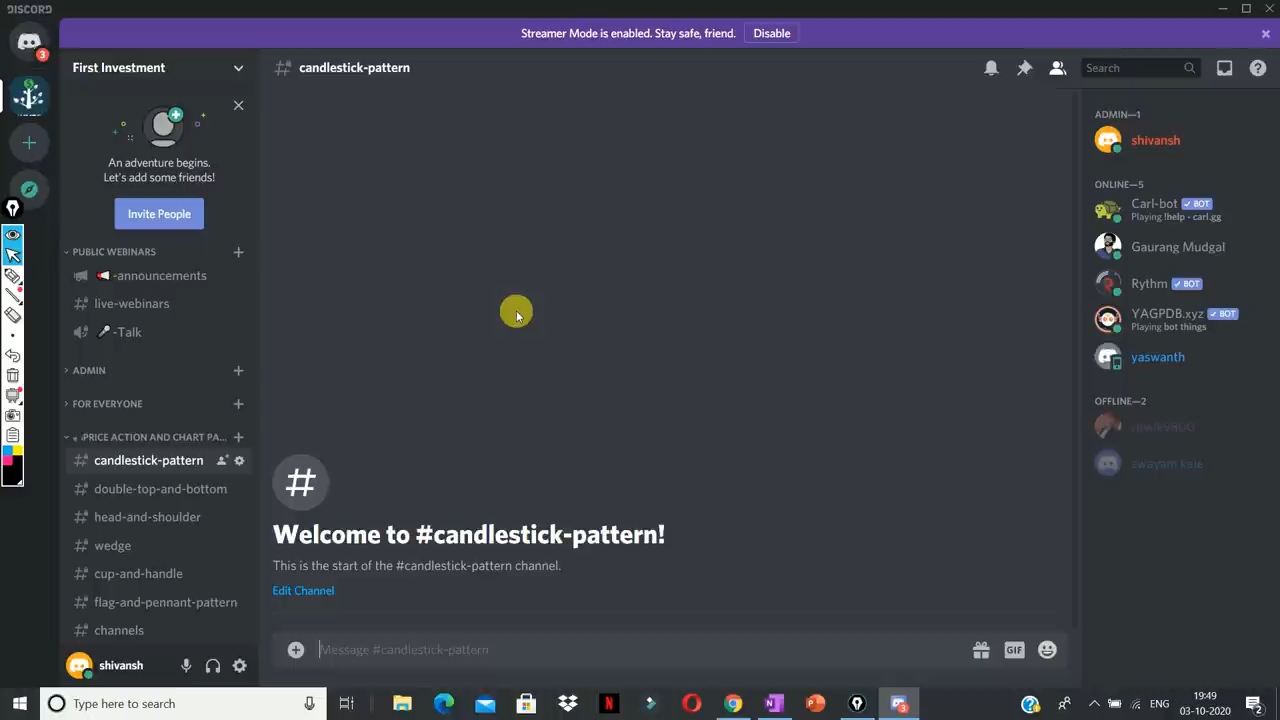 DISCORD
Streamer Mode is enabled. Stay safe, friend.
Disable
3
First Investment
candlestick-pattern
Search
An adventure begins.
Let's add some friends!
Invite People
PUBLIC WEBINARS
-announcements
live-webinars
-Talk
ADMIN
FOR EVERYONE
PRICE ACTION AND CHART PA...
candlestick-pattern
double-top-and-bottom
head-and-shoulder
wedge
cup-and-handle
flag-and-pennant-pattern
channels
shivansh
Welcome to #candlestick-pattern!
This is the start of the #candlestick-pattern channel.
Edit Channel
Message #candlestick-pattern
GIF
ADMIN—1
shivansh
ONLINE—5
Carl-bot BOT
Playing !help • carl.gg
Gaurang Mudgal
Rythm BOT
YAGPDB.xyz BOT
Playing bot things
yaswanth
OFFLINE—2
swayam kale
Type here to search
3
ENG
19:49
03-10-2020
2